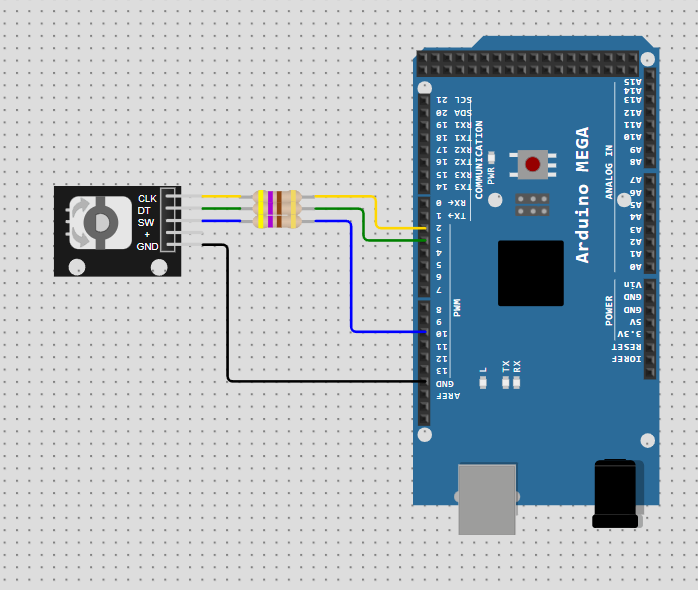 CLK
DT
SW
+
GND
21 SCL
20 SDA
19 RX1
18 TX1
17 RX2
16 TX2
15 RX3
14 TX3
0 RX←
1 TX→
2
3
4
5
6
7
8
9
10
11
12
13
GND
AREF
COMMUNICATION
PWM
PWR
L
TX
RX
Arduino MEGA
ANALOG IN
POWER
A15
A14
A13
A12
A11
A10
A9
A8
A7
A6
A5
A4
A3
A2
A1
A0
Vin
GND
GND
5V
3.3V
RESET
IOREF